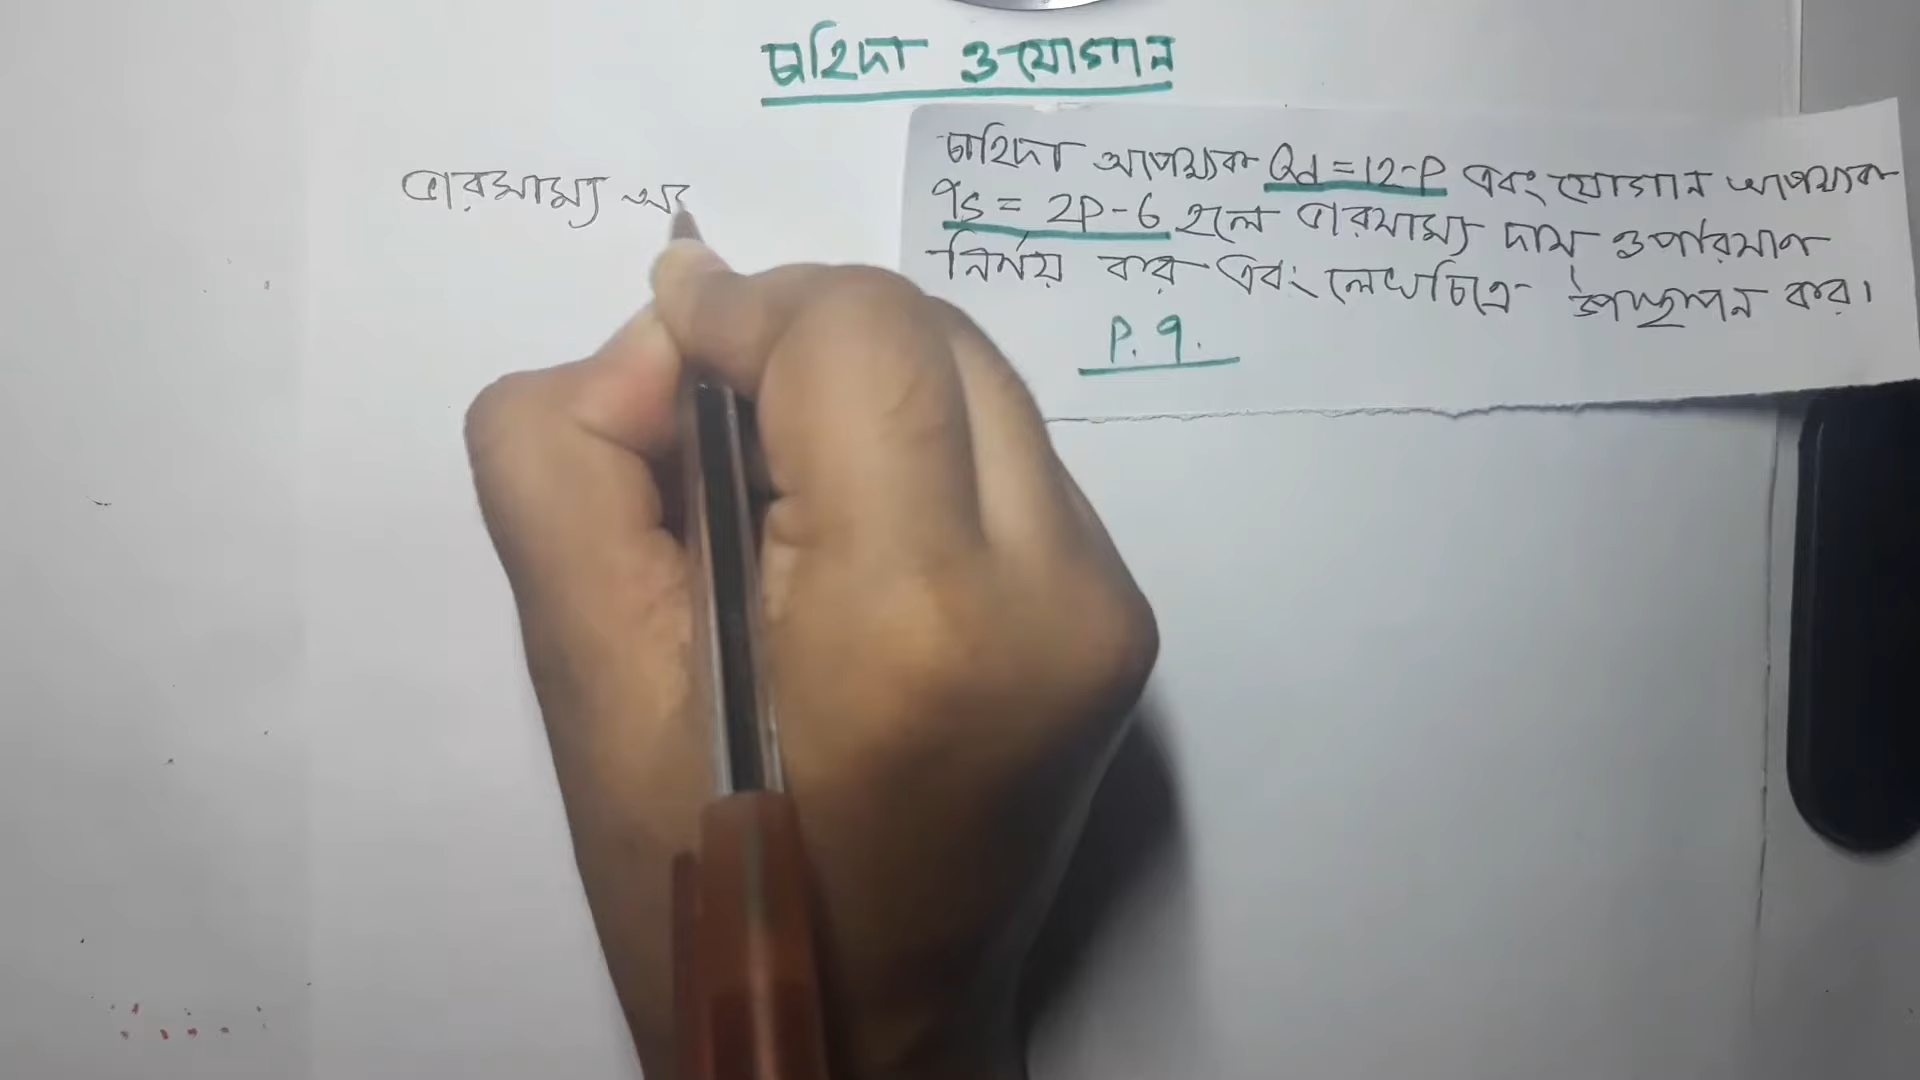 চাহিদা ও যোগান
চাহিদা অপেক্ষক Qd = 12-P এবং যোগান অপেক্ষক
qs = 2P-6 হলে ভারসাম্য দাম ও পরিমাণ
নির্ণয় কর এবং লেখচিত্রে উপস্থাপন কর।
P. q.
ভারসাম্য অব